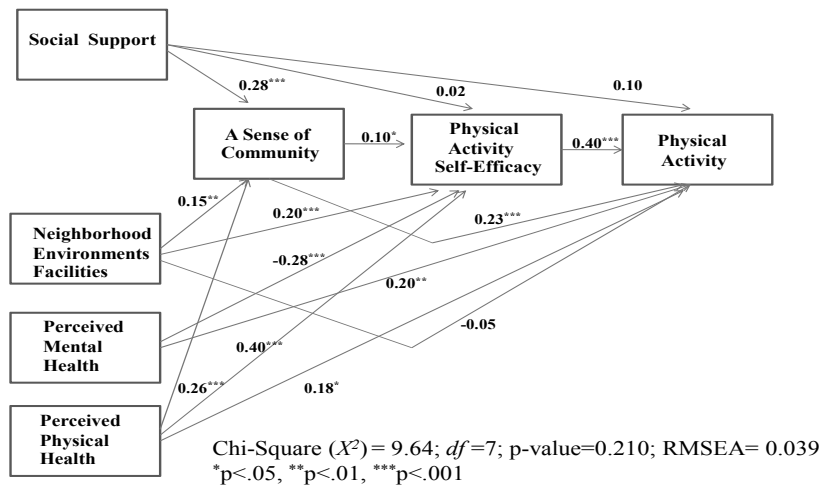 Social Support
0.28***
0.02
0.10
A Sense of
Community
0.10*
Physical
Activity
Self-Efficacy
0.40***
Physical
Activity
0.15**
0.20***
0.23***
Neighborhood
Environments
Facilities
-0.28***
0.20**
-0.05
Perceived
Mental
Health
0.40***
0.26***
0.18*
Perceived
Physical
Health
Chi-Square (X²) = 9.64; df =7; p-value=0.210; RMSEA= 0.039
*p<.05, **p<.01, ***p<.001